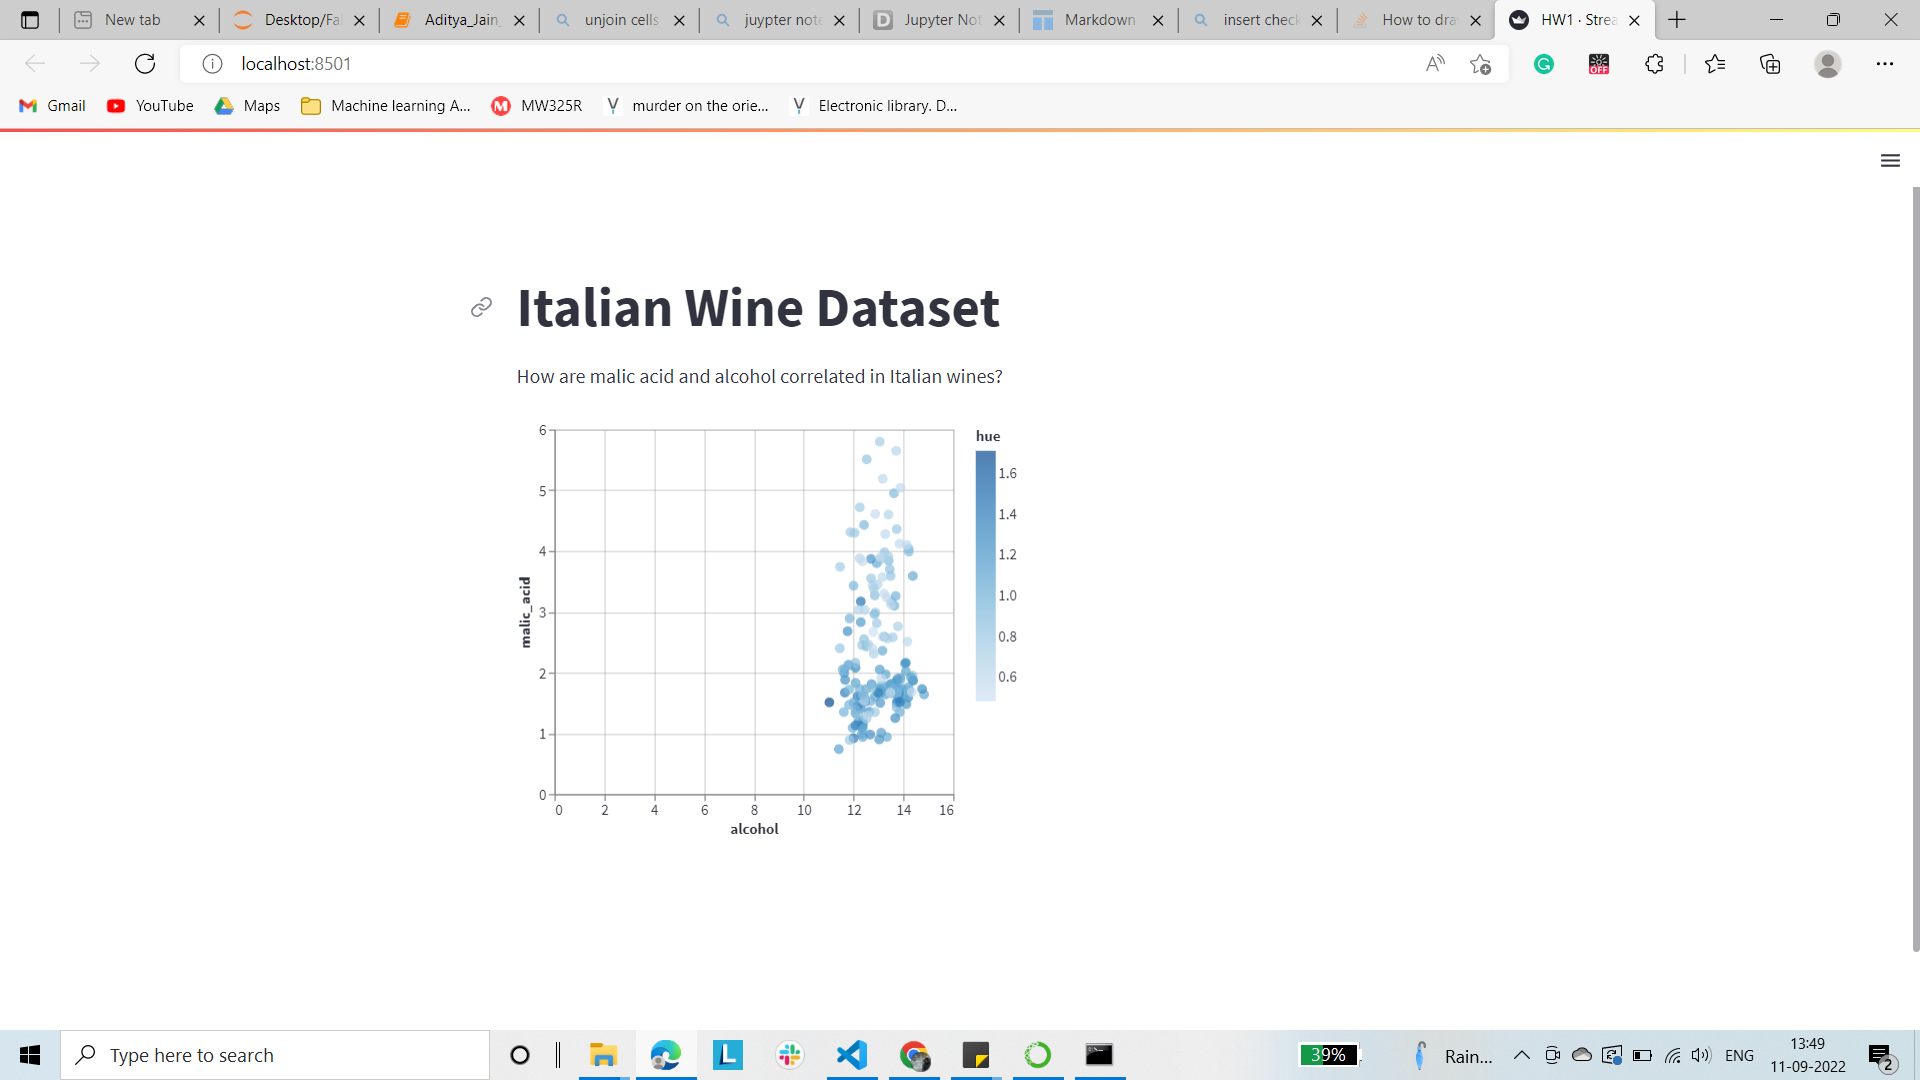 New tab
Desktop/Fa
Aditya_Jain_
unjoin cells
juypter note
Jupyter Not
Markdown
insert check
How to dra
HW1 · Strea
localhost:8501
OFF
Gmail
YouTube
Maps
Machine learning A...
MW325R
murder on the orie...
Electronic library. D...
Italian Wine Dataset
How are malic acid and alcohol correlated in Italian wines?
6
5
4
3
2
1
0
malic_acid
0 2 4 6 8 10 12 14 16
alcohol
hue
1.6
1.4
1.2
1.0
0.8
0.6
Type here to search
39%
Rain...
ENG
13:49
11-09-2022
2